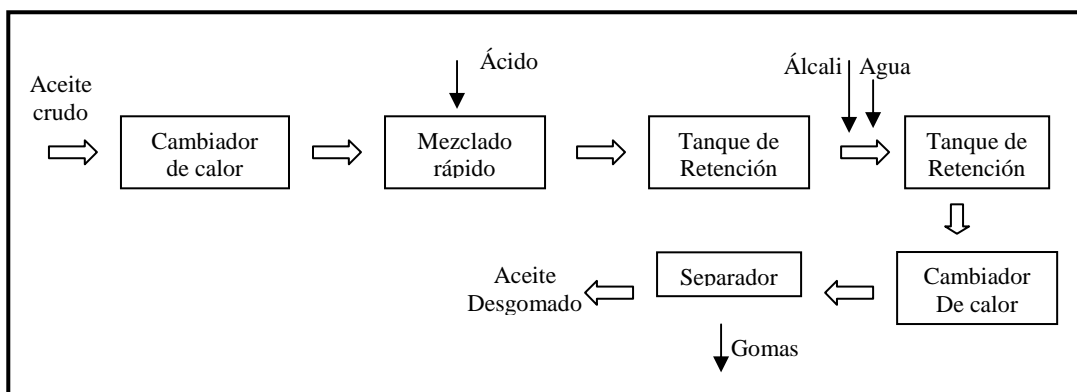 Aceite
crudo
Cambiador
de calor
Ácido
Mezclado
rápido
Tanque de
Retención
Álcali
Agua
Tanque de
Retención
Cambiador
De calor
Separador
Gomas
Aceite
Desgomado